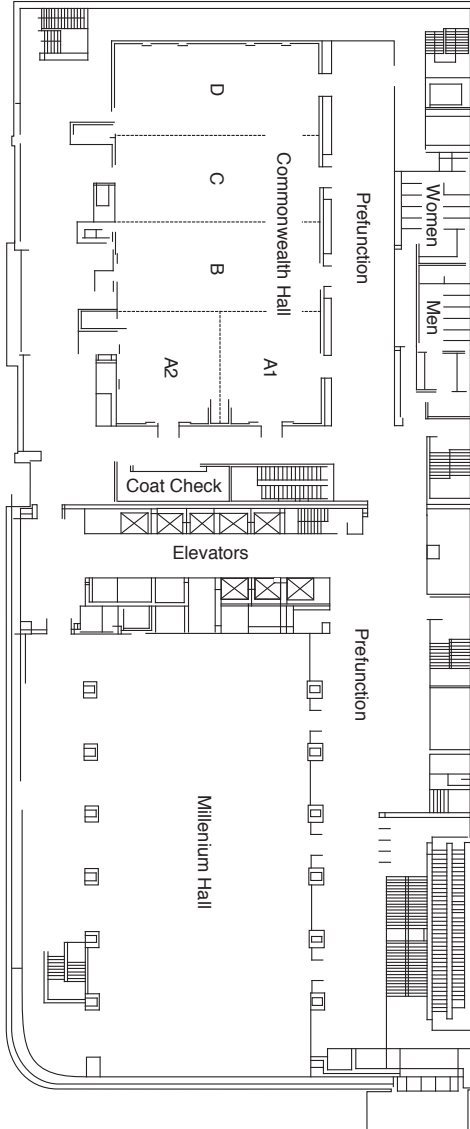 D
C
B
A2
A1
Commonwealth Hall
Prefunction
Women
Men
Coat Check
Elevators
Prefunction
Millenium Hall